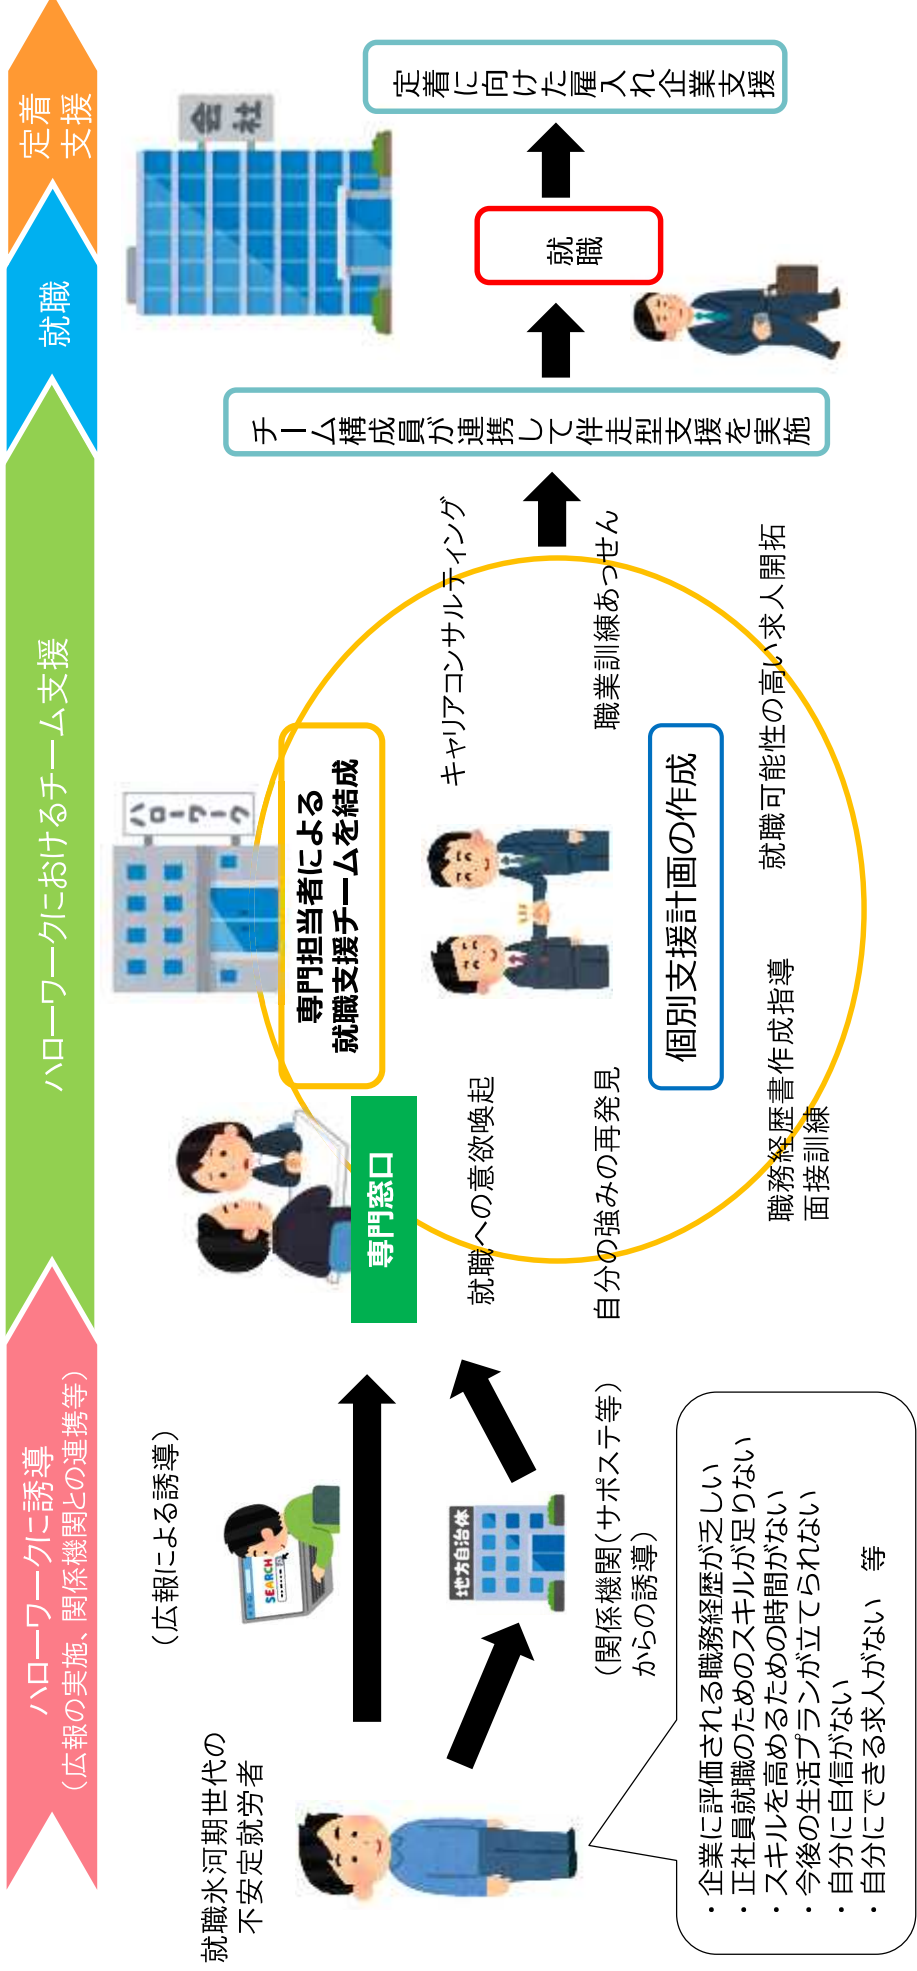 ハローワークに誘導
（広報の実施、関係機関との連携等）
ハローワークにおけるチーム支援
就職
定着
支援
就職氷河期世代の
不安定就労者
（広報による誘導）
SEARCH
地方自治体
（関係機関（サポステ等）
からの誘導）
・企業に評価される職務経歴が乏しい
・正社員就職のためのスキルが足りない
・スキルを高めるための時間がない
・今後の生活プランが立てられない
・自分に自信がない
・自分にできる求人がない　等
専門窓口
ハローワーク
専門担当者による
就職支援チームを結成
就職への意欲喚起
自分の強みの再発見
職務経歴書作成指導
面接訓練
個別支援計画の作成
キャリアコンサルティング
職業訓練あっせん
就職可能性の高い求人開拓
チーム構成員が連携して伴走型支援を実施
会社
就職
定着に向けた雇入れ企業支援